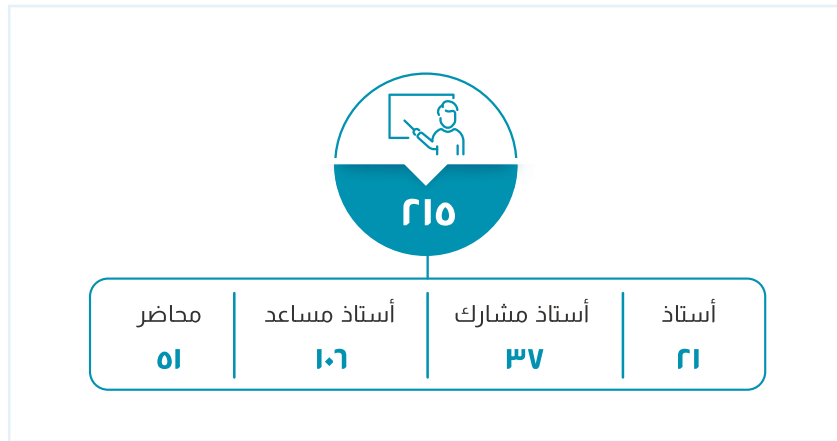 ٢١٥
أستاذ
٢١
أستاذ مشارك
٣٧
أستاذ مساعد
١٠٦
محاضر
٥١